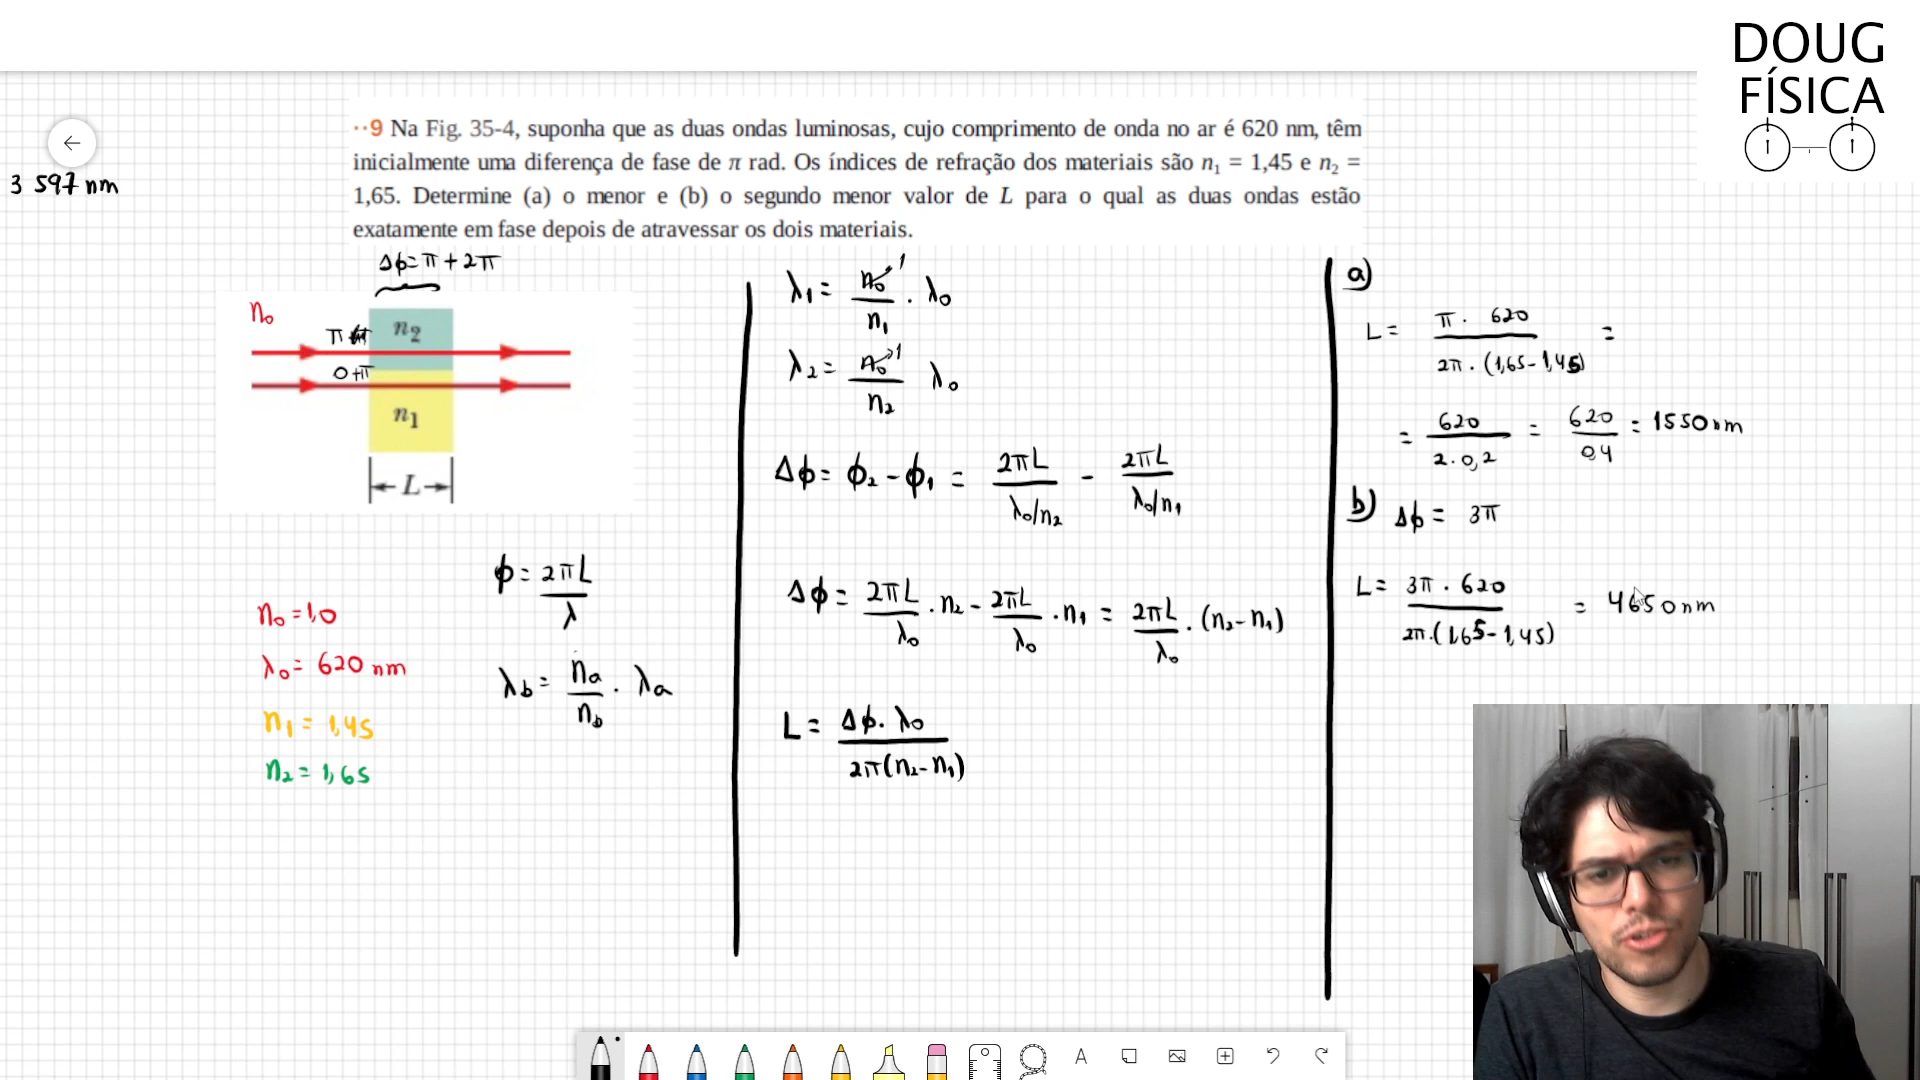 DOUG
FÍSICA
3 597 nm
··9 Na Fig. 35-4, suponha que as duas ondas luminosas, cujo comprimento de onda no ar é 620 nm, têm
inicialmente uma diferença de fase de π rad. Os índices de refração dos materiais são n₁ = 1,45 e n₂ =
1,65. Determine (a) o menor e (b) o segundo menor valor de L para o qual as duas ondas estão
exatamente em fase depois de atravessar os dois materiais.
Δϕ=π+2π
n₀
π
n₂
0+π
n₁
L
n₀=1,0
λ₀=620 nm
n₁=1,45
n₂=1,65
ϕ=2πL/λ
λb=na/nb·λa
λ₁=n₀/n₁·λ₀ 1
λ₂=n₀/n₂ λ₀ 1
Δϕ=ϕ₂-ϕ₁=2πL/(λ₀/n₂)-2πL/(λ₀/n₁)
Δϕ=2πL/λ₀·n₂-2πL/λ₀·n₁=2πL/λ₀·(n₂-n₁)
L=Δϕ·λ₀/2π(n₂-n₁)
a)
L=π·620/2π·(1,65-1,45)=
=620/2·0,2=620/0,4=1550nm
b) Δϕ=3π
L=3π·620/2π·(1,65-1,45)=4650nm
A